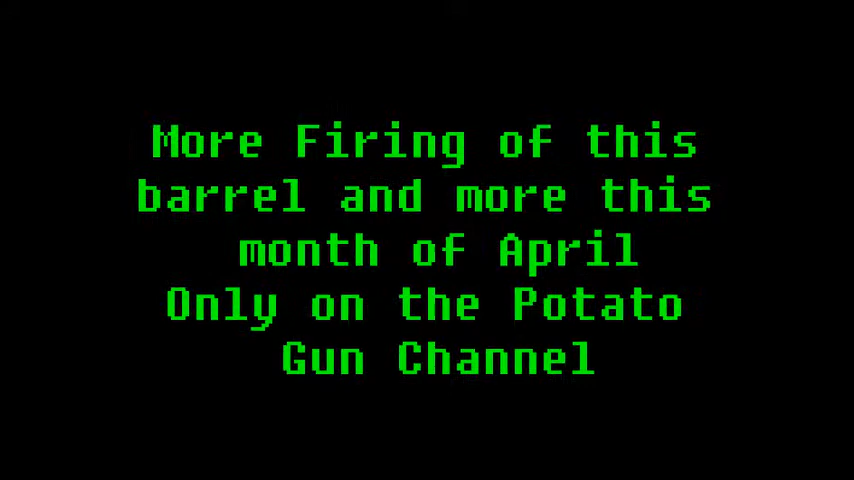 More Firing of this
barrel and more this
month of April
Only on the Potato
Gun Channel